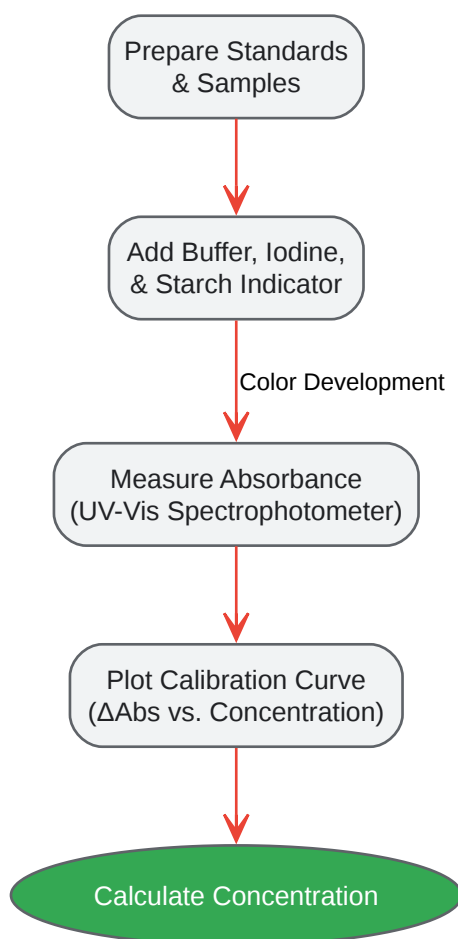 Prepare Standards
& Samples
Add Buffer, Iodine,
& Starch Indicator
Color Development
Measure Absorbance
(UV-Vis Spectrophotometer)
Plot Calibration Curve
(ΔAbs vs. Concentration)
Calculate Concentration